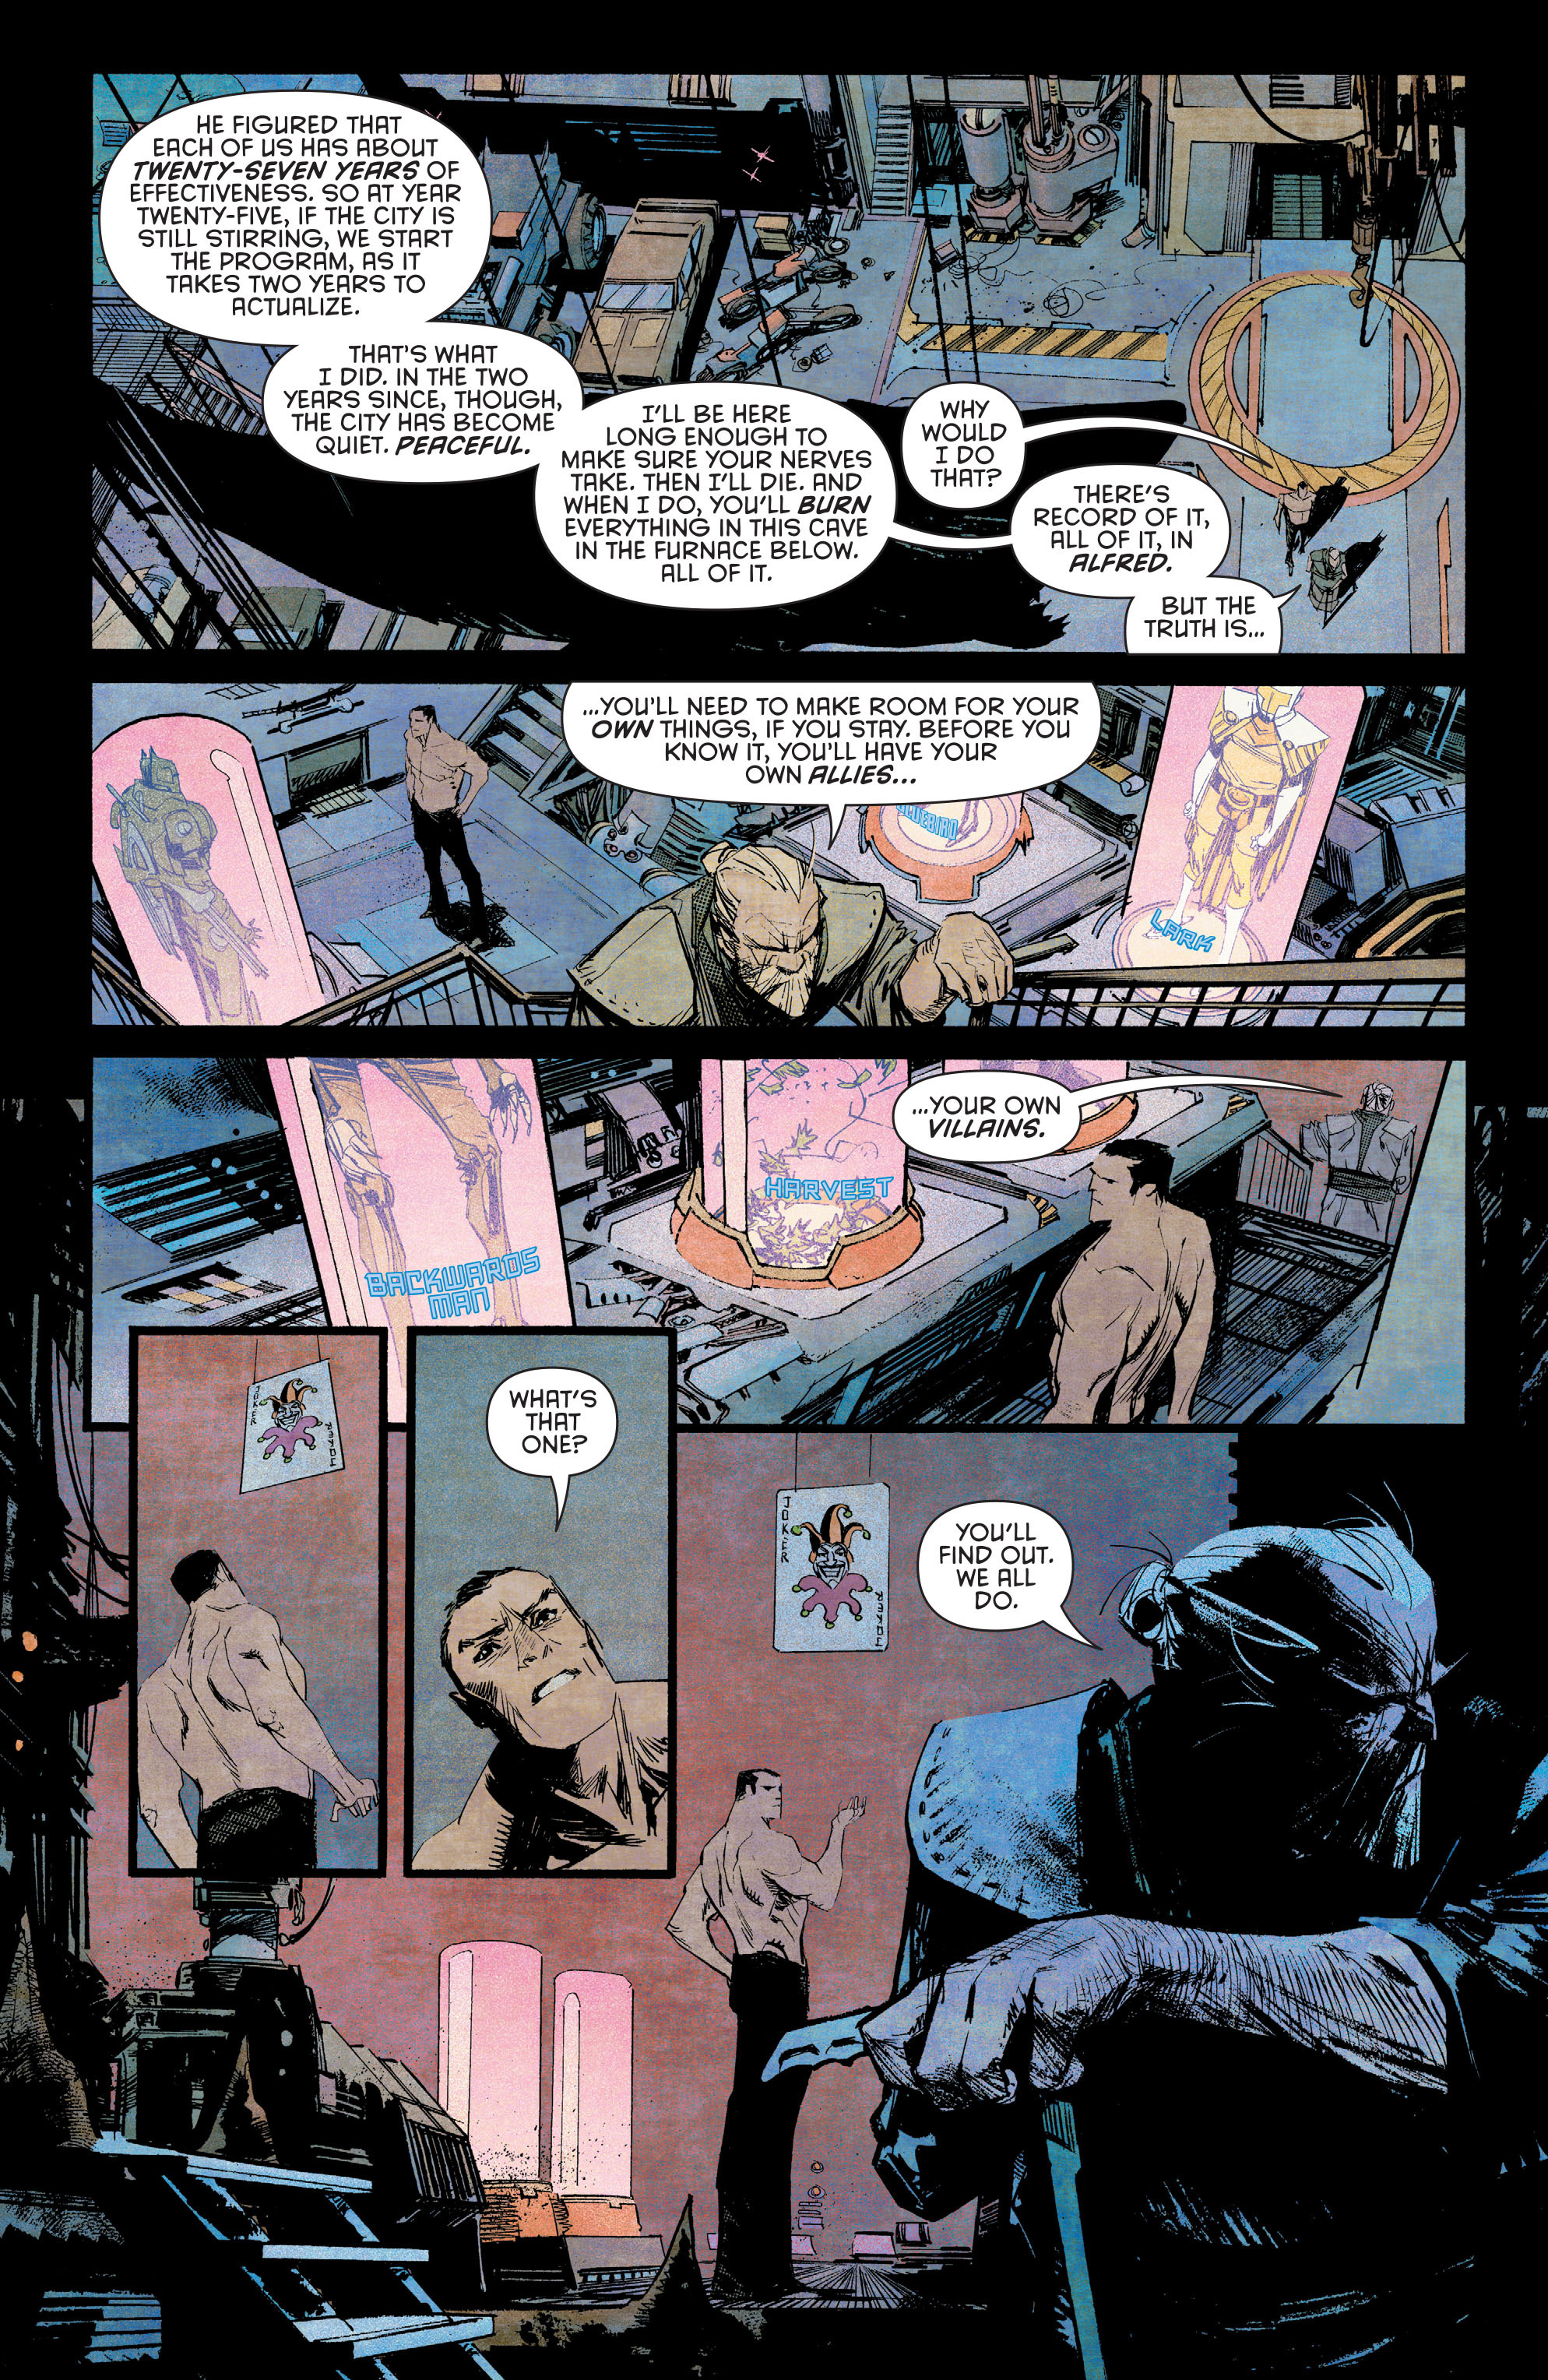 HE FIGURED THAT
EACH OF US HAS ABOUT
TWENTY-SEVEN YEARS OF
EFFECTIVENESS. SO AT YEAR
TWENTY-FIVE, IF THE CITY IS
STILL STIRRING, WE START
THE PROGRAM, AS IT
TAKES TWO YEARS TO
ACTUALIZE.
THAT'S WHAT
I DID. IN THE TWO
YEARS SINCE, THOUGH,
THE CITY HAS BECOME
QUIET. PEACEFUL.
I'LL BE HERE
LONG ENOUGH TO
MAKE SURE YOUR NERVES
TAKE. THEN I'LL DIE. AND
WHEN I DO, YOU'LL BURN
EVERYTHING IN THIS CAVE
IN THE FURNACE BELOW.
ALL OF IT.
WHY
WOULD
I DO
THAT?
THERE'S
RECORD OF IT,
ALL OF IT, IN
ALFRED.
BUT THE
TRUTH IS...
...YOU'LL NEED TO MAKE ROOM FOR YOUR
OWN THINGS, IF YOU STAY. BEFORE YOU
KNOW IT, YOU'LL HAVE YOUR
OWN ALLIES...
LARK
...YOUR OWN
VILLAINS.
HARVEST
BACKWARDS
MAN
JOKER
JOKER
WHAT'S
THAT
ONE?
JOKER
JOKER
YOU'LL
FIND OUT.
WE ALL
DO.